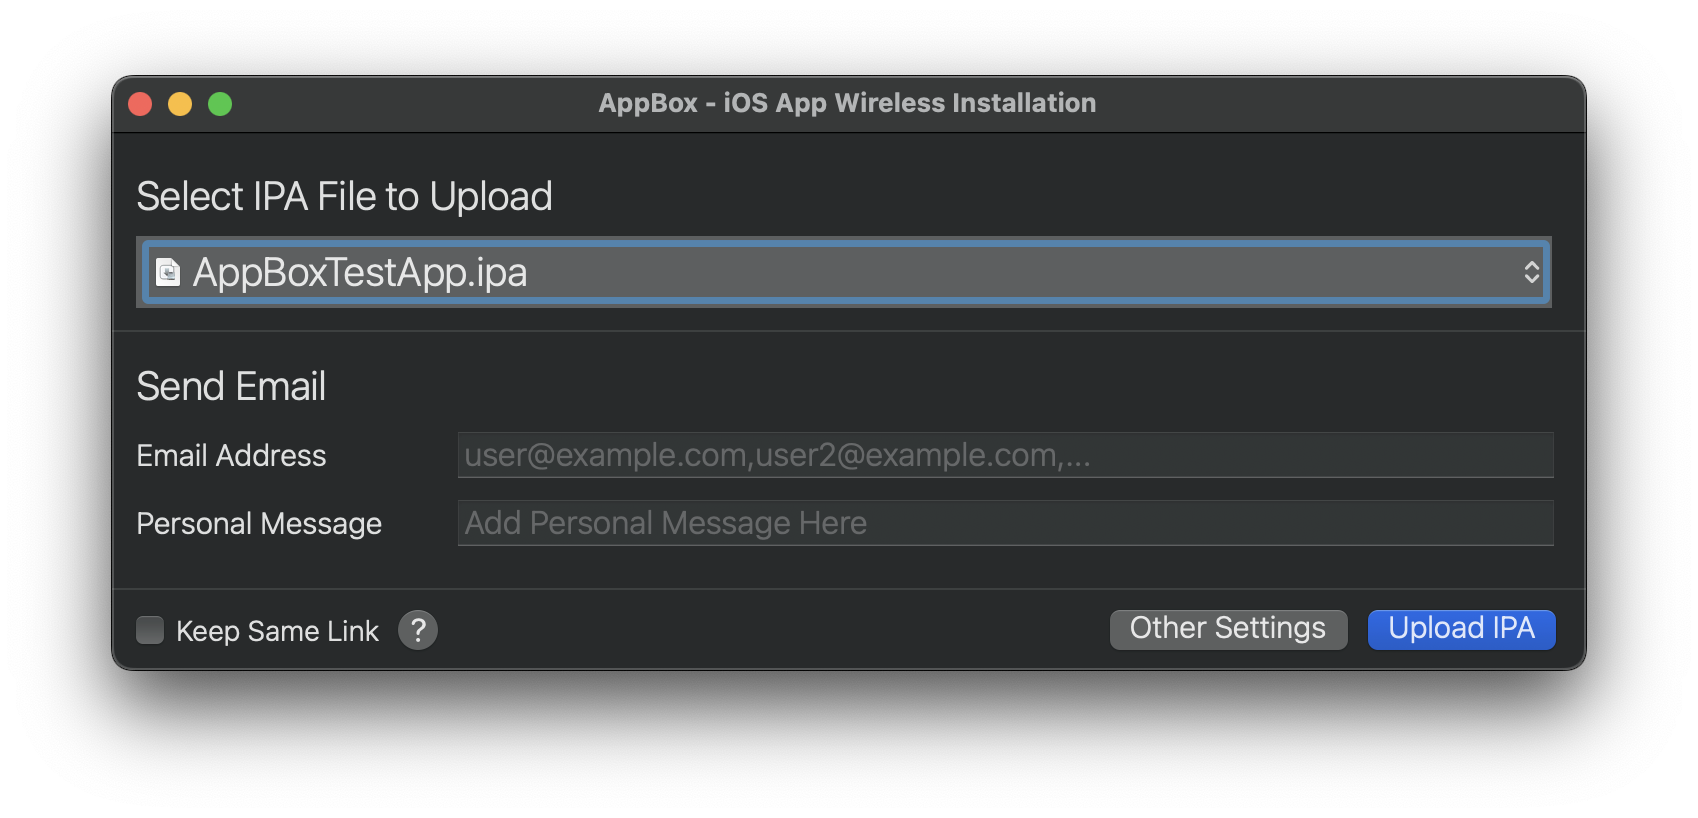 AppBox - iOS App Wireless Installation
Select IPA File to Upload
AppBoxTestApp.ipa
Send Email
Email Address
user@example.com,user2@example.com,...
Personal Message
Add Personal Message Here
Keep Same Link
?
Other Settings
Upload IPA